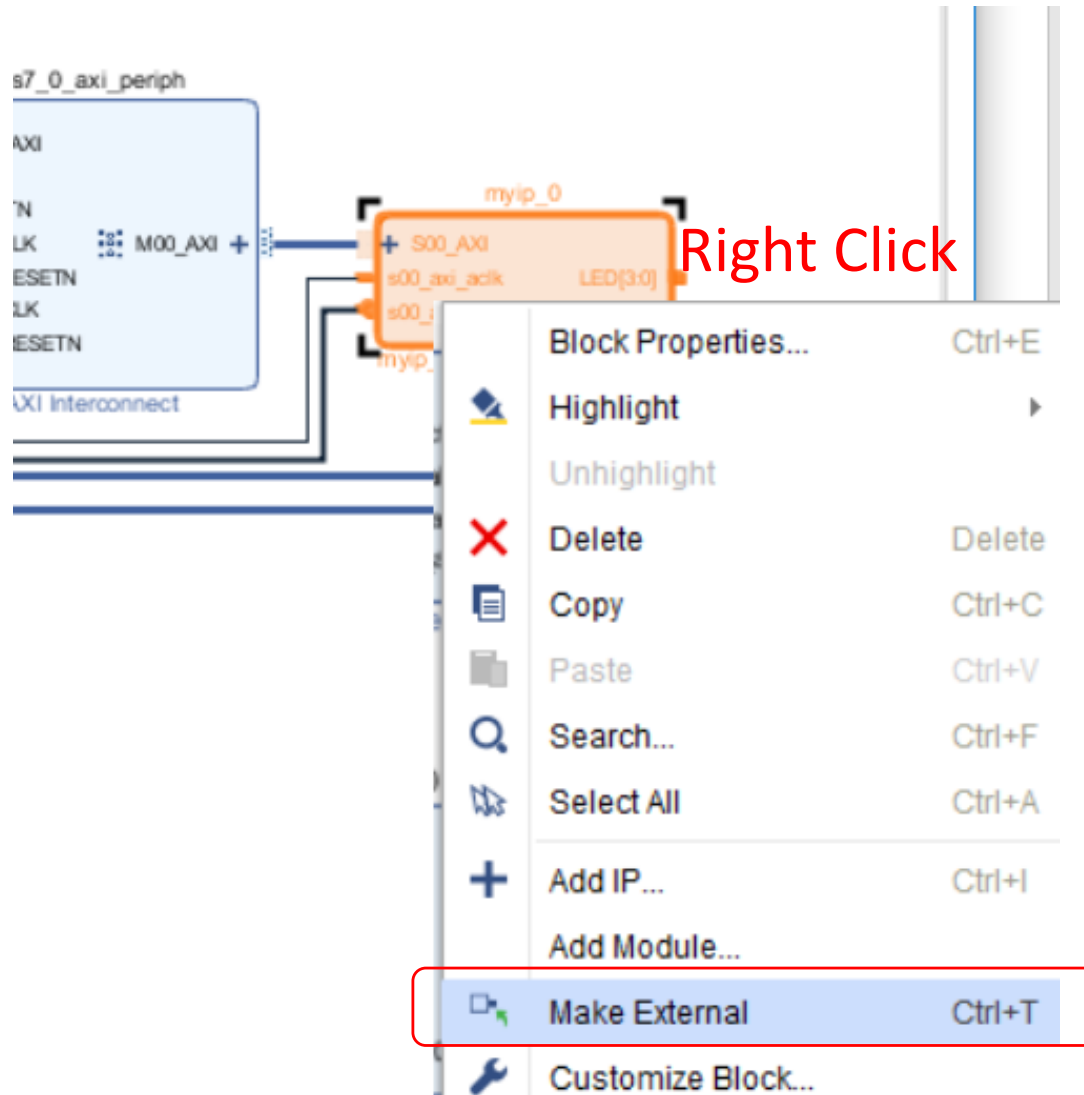 s7_0_axi_periph
AXI
TN
LK
M00_AXI
ESETN
LK
ESETN
AXI Interconnect
myip_0
S00_AXI
s00_axi_aclk
LED[3:0]
s00_
myip_
Right Click
Block Properties... Ctrl+E
Highlight
Unhighlight
Delete Delete
Copy Ctrl+C
Paste Ctrl+V
Search... Ctrl+F
Select All Ctrl+A
Add IP... Ctrl+I
Add Module...
Make External Ctrl+T
Customize Block...